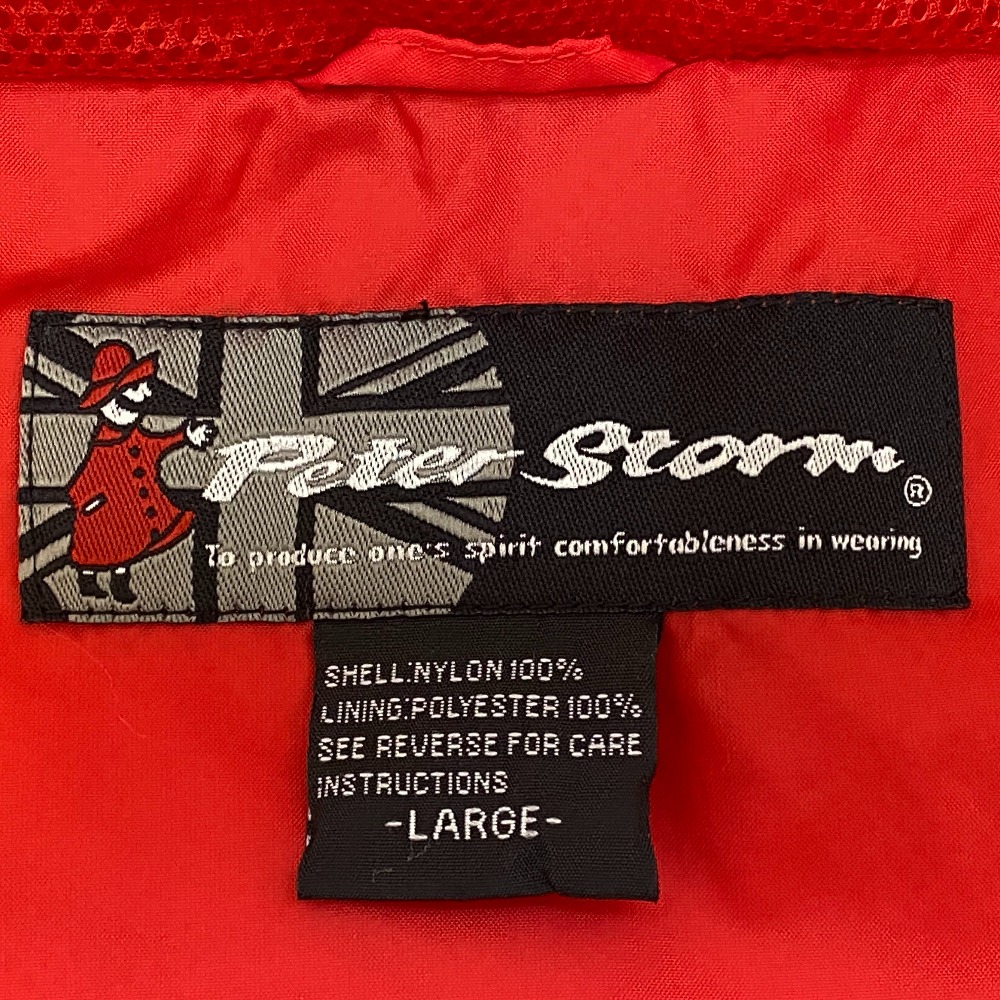 Peter Storm ®
To produce one's spirit comfortableness in wearing
SHELL:NYLON 100%
LINING:POLYESTER 100%
SEE REVERSE FOR CARE
INSTRUCTIONS
-LARGE-